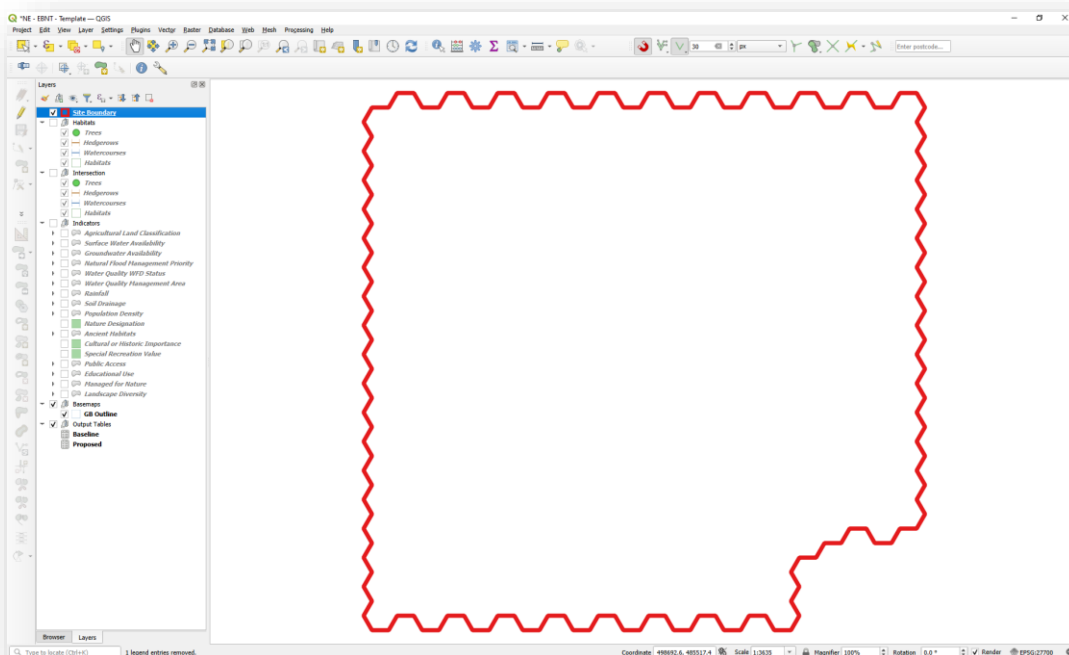 *NE - EBNT - Template — QGIS
Project Edit View Layer Settings Plugins Vector Raster Database Web Mesh Processing Help
30 px Enter postcode...
Layers
Site Boundary
Habitats
Trees
Hedgerows
Watercourses
Habitats
Intersection
Trees
Hedgerows
Watercourses
Habitats
Indicators
Agricultural Land Classification
Surface Water Availability
Groundwater Availability
Natural Flood Management Priority
Water Quality WFD Status
Water Quality Management Area
Rainfall
Soil Drainage
Population Density
Nature Designation
Ancient Habitats
Cultural or Historic Importance
Special Recreation Value
Public Access
Educational Use
Managed for Nature
Landscape Diversity
Basemaps
GB Outline
Output Tables
Baseline
Proposed
Browser Layers
Type to locate (Ctrl+K) 1 legend entries removed. Coordinate 498692.6, 485517.4 Scale 1:3635 Magnifier 100% Rotation 0.0 ° Render EPSG:27700